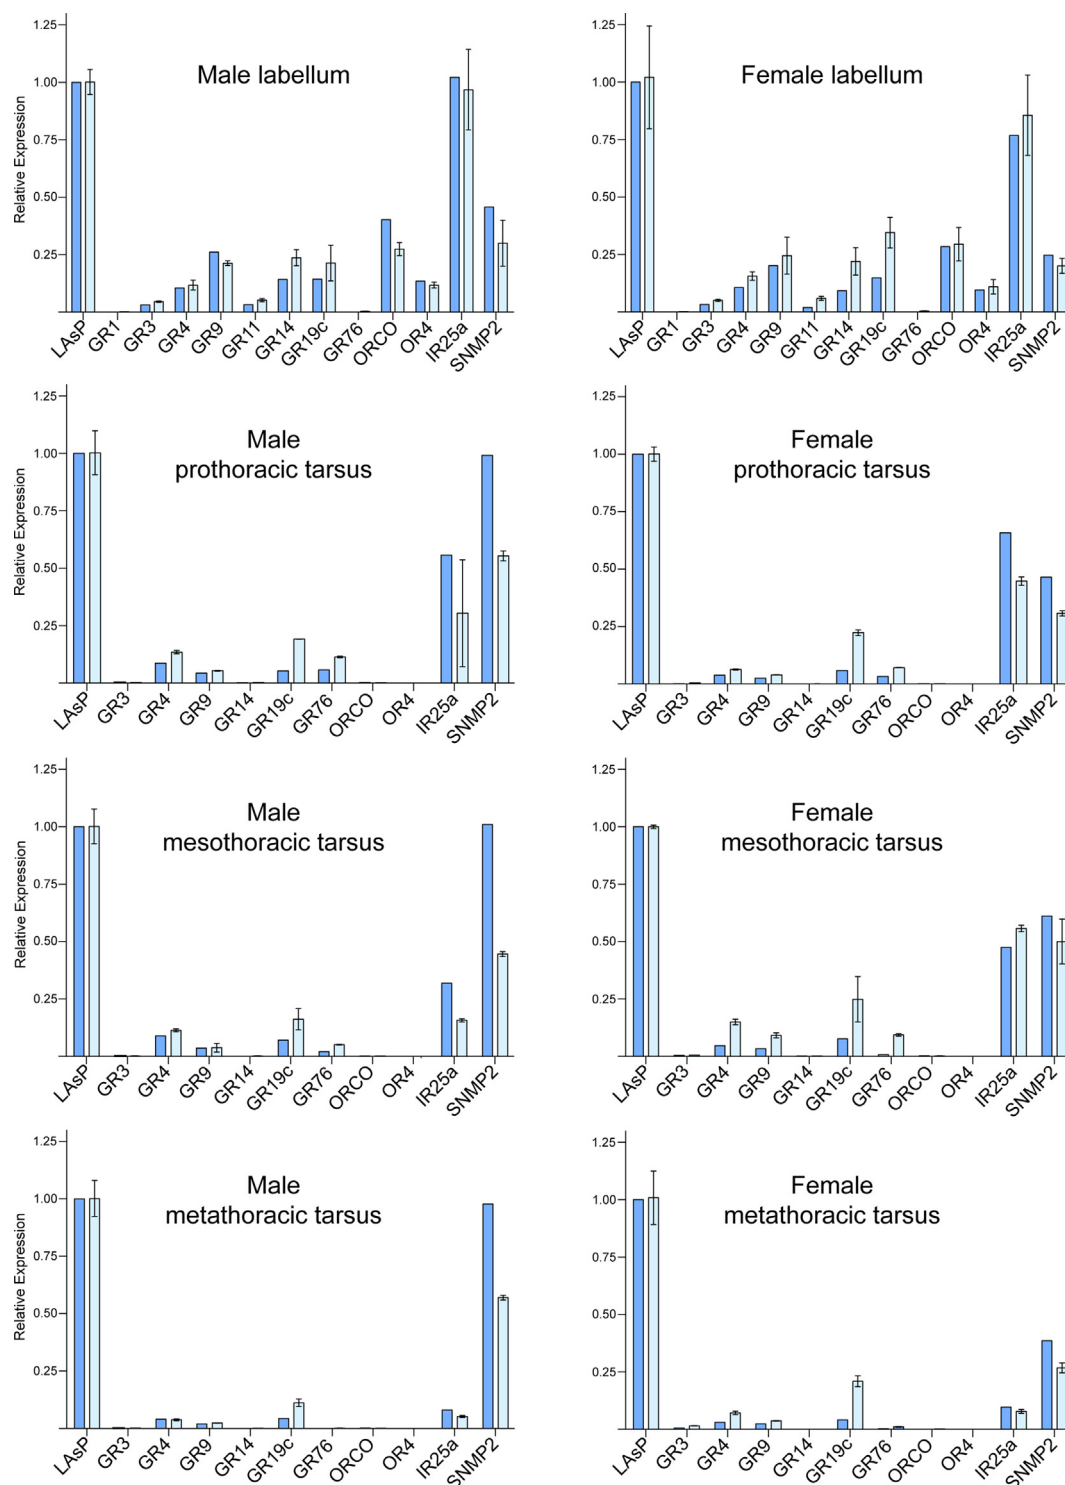 Male labellum
Relative Expression
1.25
1.00
0.75
0.50
0.25
LAsP GR1 GR3 GR4 GR9 GR11 GR14 GR19c GR76 ORCO OR4 IR25a SNMP2
Female labellum
1.25
1.00
0.75
0.50
0.25
LAsP GR1 GR3 GR4 GR9 GR11 GR14 GR19c GR76 ORCO OR4 IR25a SNMP2
Male
prothoracic tarsus
Relative Expression
1.25
1.00
0.75
0.50
0.25
LAsP GR3 GR4 GR9 GR14 GR19c GR76 ORCO OR4 IR25a SNMP2
Female
prothoracic tarsus
1.25
1.00
0.75
0.50
0.25
LAsP GR3 GR4 GR9 GR14 GR19c GR76 ORCO OR4 IR25a SNMP2
Male
mesothoracic tarsus
Relative Expression
1.25
1.00
0.75
0.50
0.25
LAsP GR3 GR4 GR9 GR14 GR19c GR76 ORCO OR4 IR25a SNMP2
Female
mesothoracic tarsus
1.25
1.00
0.75
0.50
0.25
LAsP GR3 GR4 GR9 GR14 GR19c GR76 ORCO OR4 IR25a SNMP2
Male
metathoracic tarsus
Relative Expression
1.25
1.00
0.75
0.50
0.25
LAsP GR3 GR4 GR9 GR14 GR19c GR76 ORCO OR4 IR25a SNMP2
Female
metathoracic tarsus
1.25
1.00
0.75
0.50
0.25
LAsP GR3 GR4 GR9 GR14 GR19c GR76 ORCO OR4 IR25a SNMP2